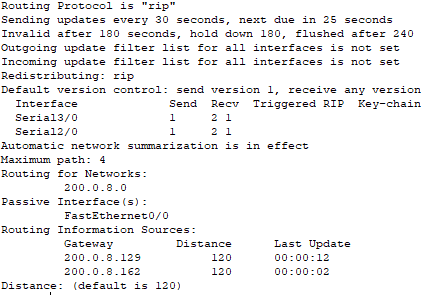 Routing Protocol is "rip"
Sending updates every 30 seconds, next due in 25 seconds
Invalid after 180 seconds, hold down 180, flushed after 240
Outgoing update filter list for all interfaces is not set
Incoming update filter list for all interfaces is not set
Redistributing: rip
Default version control: send version 1, receive any version
  Interface             Send  Recv  Triggered RIP  Key-chain
  Serial3/0             1     2 1
  Serial2/0             1     2 1
Automatic network summarization is in effect
Maximum path: 4
Routing for Networks:
         200.0.8.0
Passive Interface(s):
         FastEthernet0/0
Routing Information Sources:
         Gateway         Distance      Last Update
         200.0.8.129          120      00:00:12
         200.0.8.162          120      00:00:02
Distance: (default is 120)